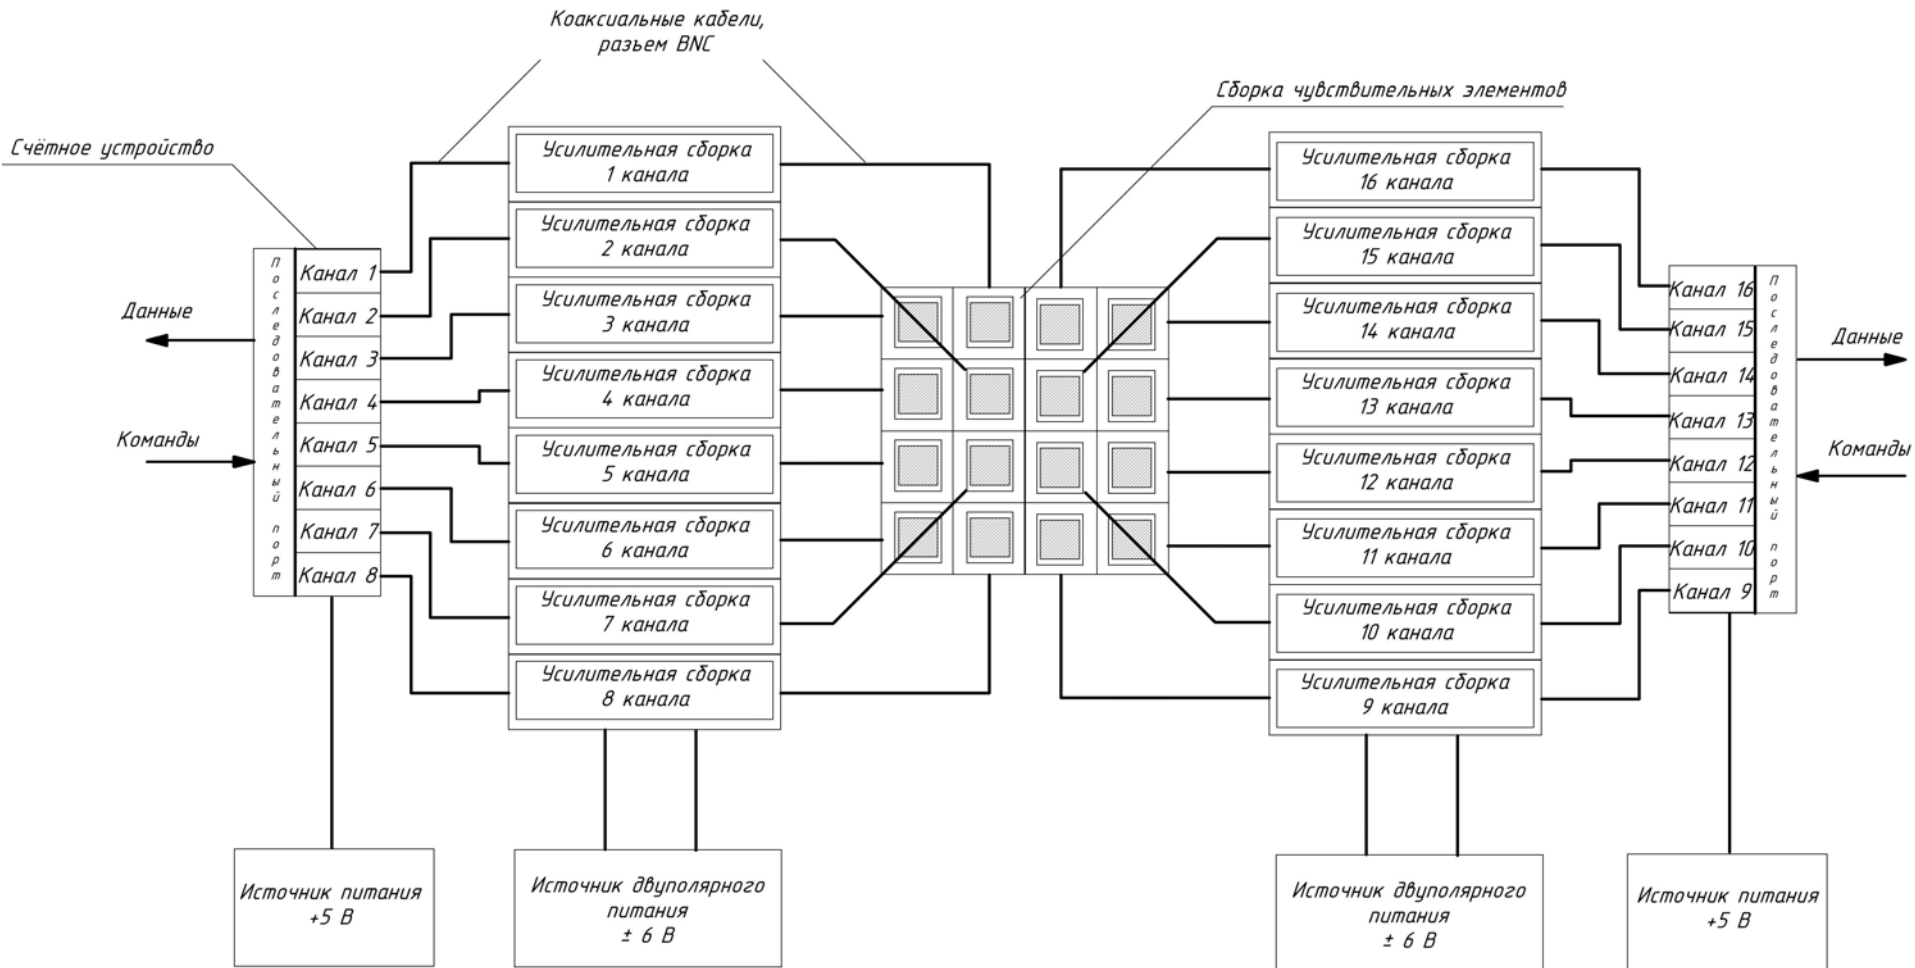 Коаксиальные кабели,
разъем BNC
Сборка чувствительных элементов
Счётное устройство
Усилительная сборка
1 канала
Усилительная сборка
2 канала
Усилительная сборка
3 канала
Усилительная сборка
4 канала
Усилительная сборка
5 канала
Усилительная сборка
6 канала
Усилительная сборка
7 канала
Усилительная сборка
8 канала
Усилительная сборка
16 канала
Усилительная сборка
15 канала
Усилительная сборка
14 канала
Усилительная сборка
13 канала
Усилительная сборка
12 канала
Усилительная сборка
11 канала
Усилительная сборка
10 канала
Усилительная сборка
9 канала
Данные
Команды
Последовательный порт
Канал 1
Канал 2
Канал 3
Канал 4
Канал 5
Канал 6
Канал 7
Канал 8
Канал 16
Канал 15
Канал 14
Канал 13
Канал 12
Канал 11
Канал 10
Канал 9
Последовательный порт
Данные
Команды
Источник питания
+5 В
Источник двуполярного
питания
± 6 В
Источник двуполярного
питания
± 6 В
Источник питания
+5 В